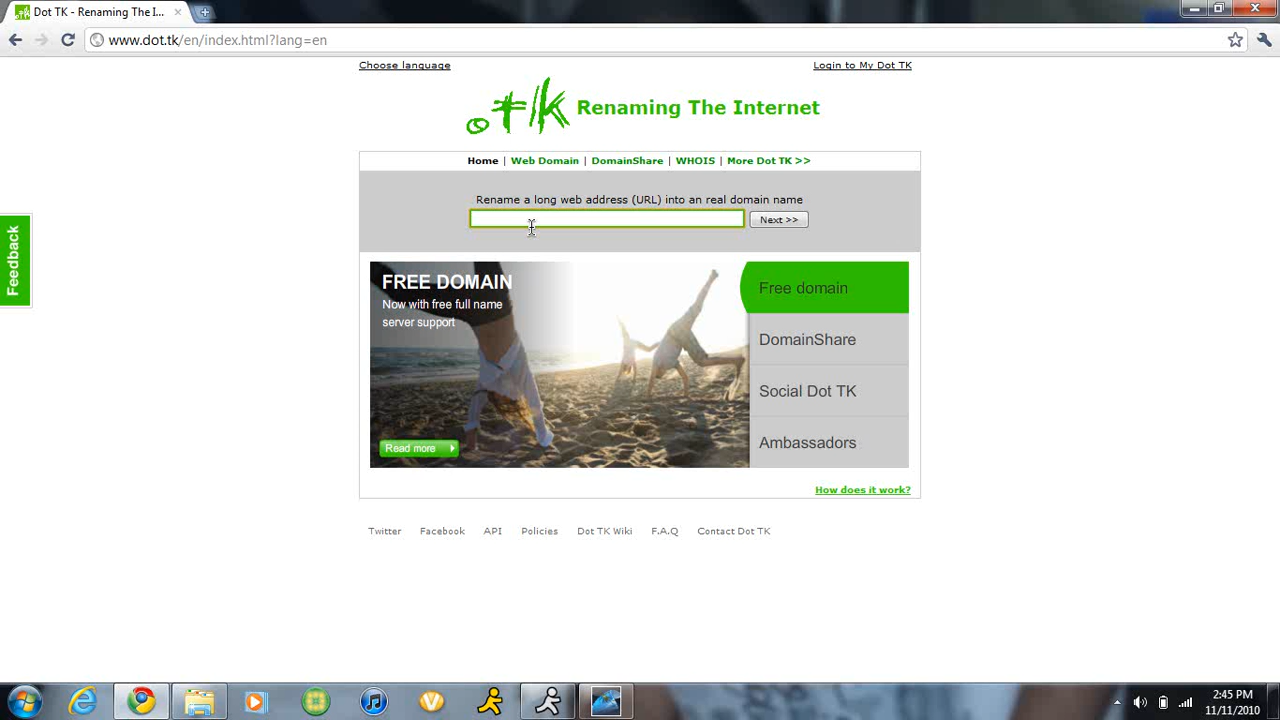 Dot TK - Renaming The I...
www.dot.tk/en/index.html?lang=en
Choose language
Login to My Dot TK
.tk Renaming The Internet
Home | Web Domain | DomainShare | WHOIS | More Dot TK >>
Rename a long web address (URL) into an real domain name
Next >>
Feedback
FREE DOMAIN
Now with free full name
server support
Read more
Free domain
DomainShare
Social Dot TK
Ambassadors
How does it work?
Twitter Facebook API Policies Dot TK Wiki F.A.Q Contact Dot TK
2:45 PM
11/11/2010